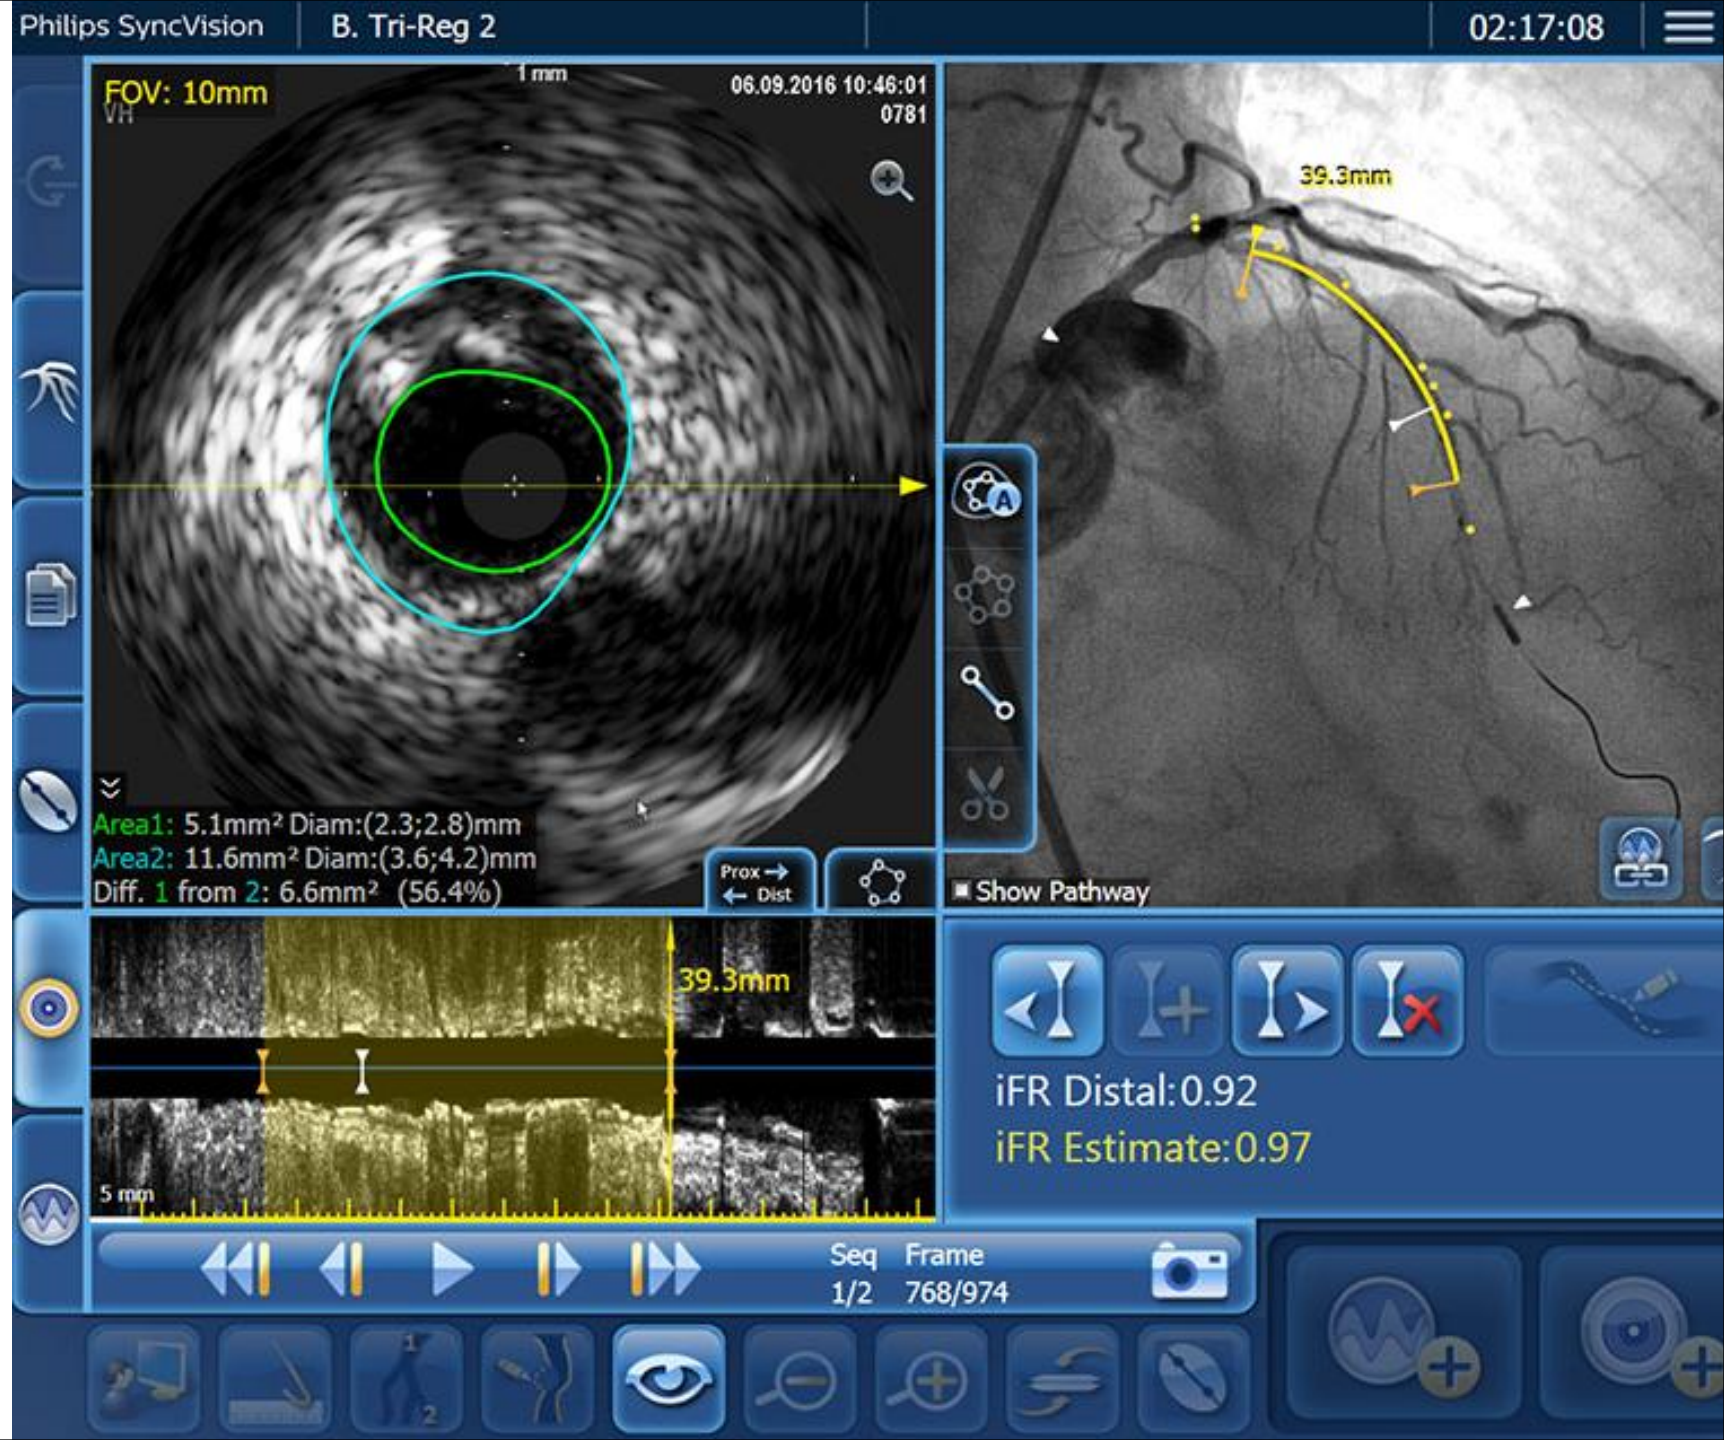 Philips SyncVision
B. Tri-Reg 2
02:17:08
FOV: 10mm
VH
1 mm
06.09.2016 10:46:01
0781
39.3mm
A
Area1: 5.1mm² Diam:(2.3;2.8)mm
Area2: 11.6mm² Diam:(3.6;4.2)mm
Diff. 1 from 2: 6.6mm² (56.4%)
Prox →
← Dist
Show Pathway
39.3mm
5 mm
iFR Distal:0.92
iFR Estimate:0.97
Seq Frame
1/2 768/974
1
2